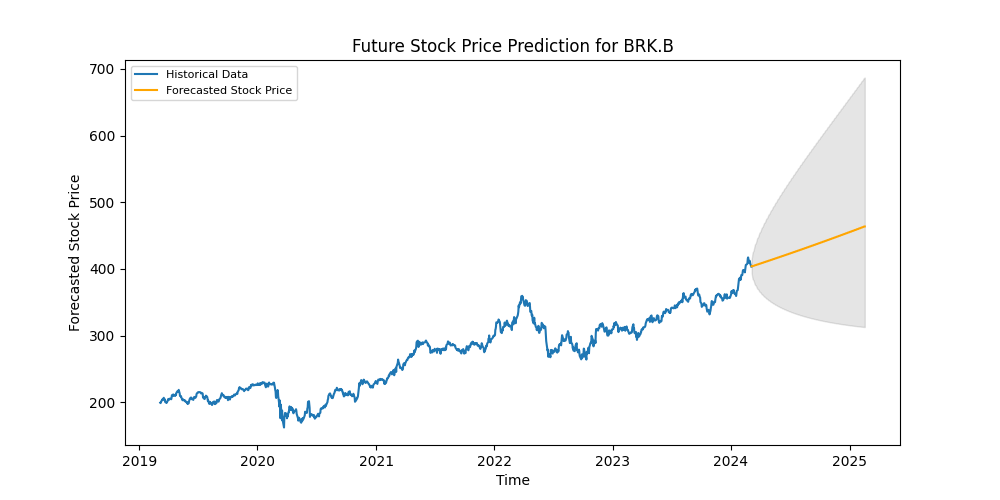 Future Stock Price Prediction for BRK.B
Historical Data
Forecasted Stock Price
Forecasted Stock Price
700
600
500
400
300
200
2019 2020 2021 2022 2023 2024 2025
Time